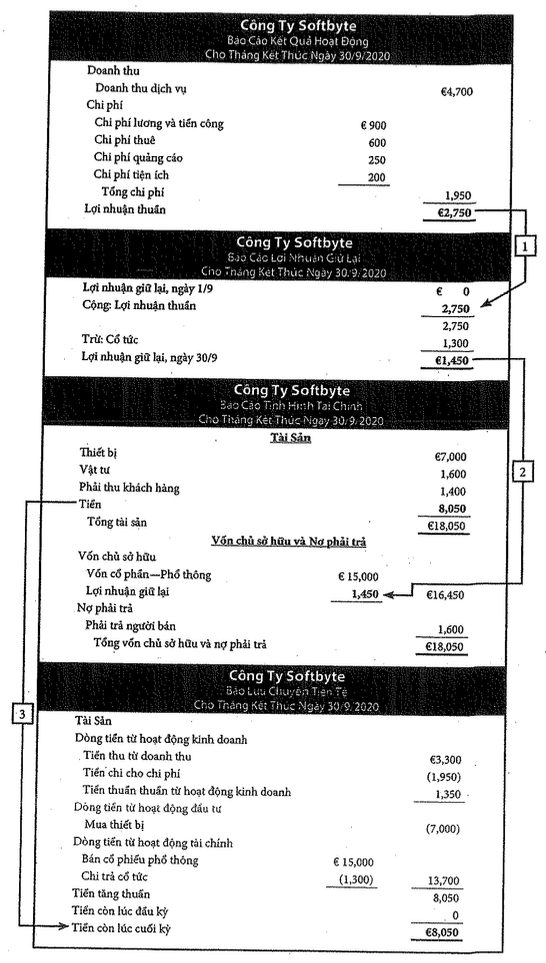 Công Ty Softbyte
Báo Cáo Kết Quả Hoạt Động
Cho Tháng Kết Thúc Ngày 30/9/2020
Doanh thu
Doanh thu dịch vụ €4,700
Chi phí
Chi phí lương và tiền công € 900
Chi phí thuê 600
Chi phí quảng cáo 250
Chi phí tiện ích 200
Tổng chi phí 1,950
Lợi nhuận thuần €2,750
1
Công Ty Softbyte
Báo Cáo Lợi Nhuận Giữ Lại
Cho Tháng Kết Thúc Ngày 30/9/2020
Lợi nhuận giữ lại, ngày 1/9 € 0
Cộng: Lợi nhuận thuần 2,750
2,750
Trừ: Cổ tức 1,300
Lợi nhuận giữ lại, ngày 30/9 €1,450
2
Công Ty Softbyte
Báo Cáo Tình Hình Tài Chính
Cho Tháng Kết Thúc Ngày 30/9/2020
Tài Sản
Thiết bị €7,000
Vật tư 1,600
Phải thu khách hàng 1,400
Tiền 8,050
Tổng tài sản €18,050
Vốn chủ sở hữu và Nợ phải trả
Vốn chủ sở hữu
Vốn cổ phần—Phổ thông € 15,000
Lợi nhuận giữ lại 1,450 €16,450
Nợ phải trả
Phải trả người bán 1,600
Tổng vốn chủ sở hữu và nợ phải trả €18,050
3
Công Ty Softbyte
Báo Lưu Chuyển Tiền Tệ
Cho Tháng Kết Thúc Ngày 30/9/2020
Tài Sản
Dòng tiền từ hoạt động kinh doanh
Tiền thu từ doanh thu €3,300
Tiền chi cho chi phí (1,950)
Tiền thuần thuần từ hoạt động kinh doanh 1,350
Dòng tiền từ hoạt động đầu tư
Mua thiết bị (7,000)
Dòng tiền từ hoạt động tài chính
Bán cổ phiếu phổ thông € 15,000
Chi trả cổ tức (1,300) 13,700
Tiền tăng thuần 8,050
Tiền còn lúc đầu kỳ 0
Tiền còn lúc cuối kỳ €8,050